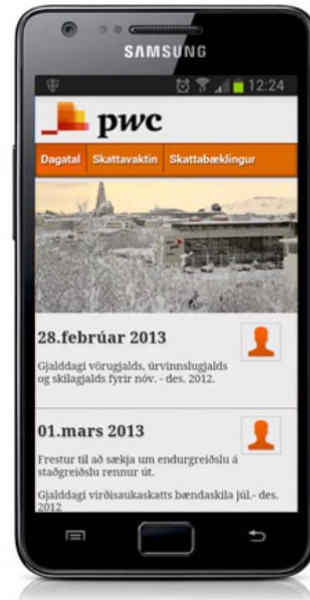 SAMSUNG
12:24
pwc
Dagatal Skattavaktin Skattabæklingur
28.febrúar 2013
Gjalddagi vörugjalds, úrvinnslugjalds
og skilagjalds fyrir nóv. - des. 2012.
01.mars 2013
Frestur til að sækja um endurgreiðslu á
staðgreiðslu rennur út.
Gjalddagi virðisaukaskatts bændaskila júl.- des.
2012